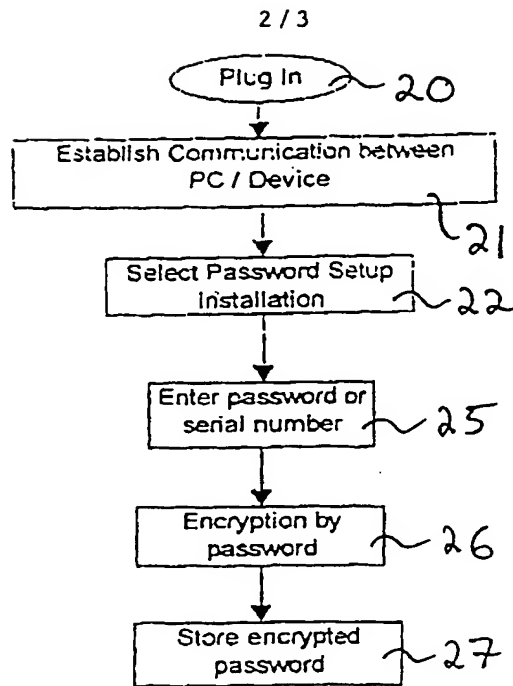 2 / 3
Plug In
20
Establish Communication between
PC / Device
21
Select Password Setup
Installation
22
Enter password or
serial number
25
Encryption by
password
26
Store encrypted
password
27